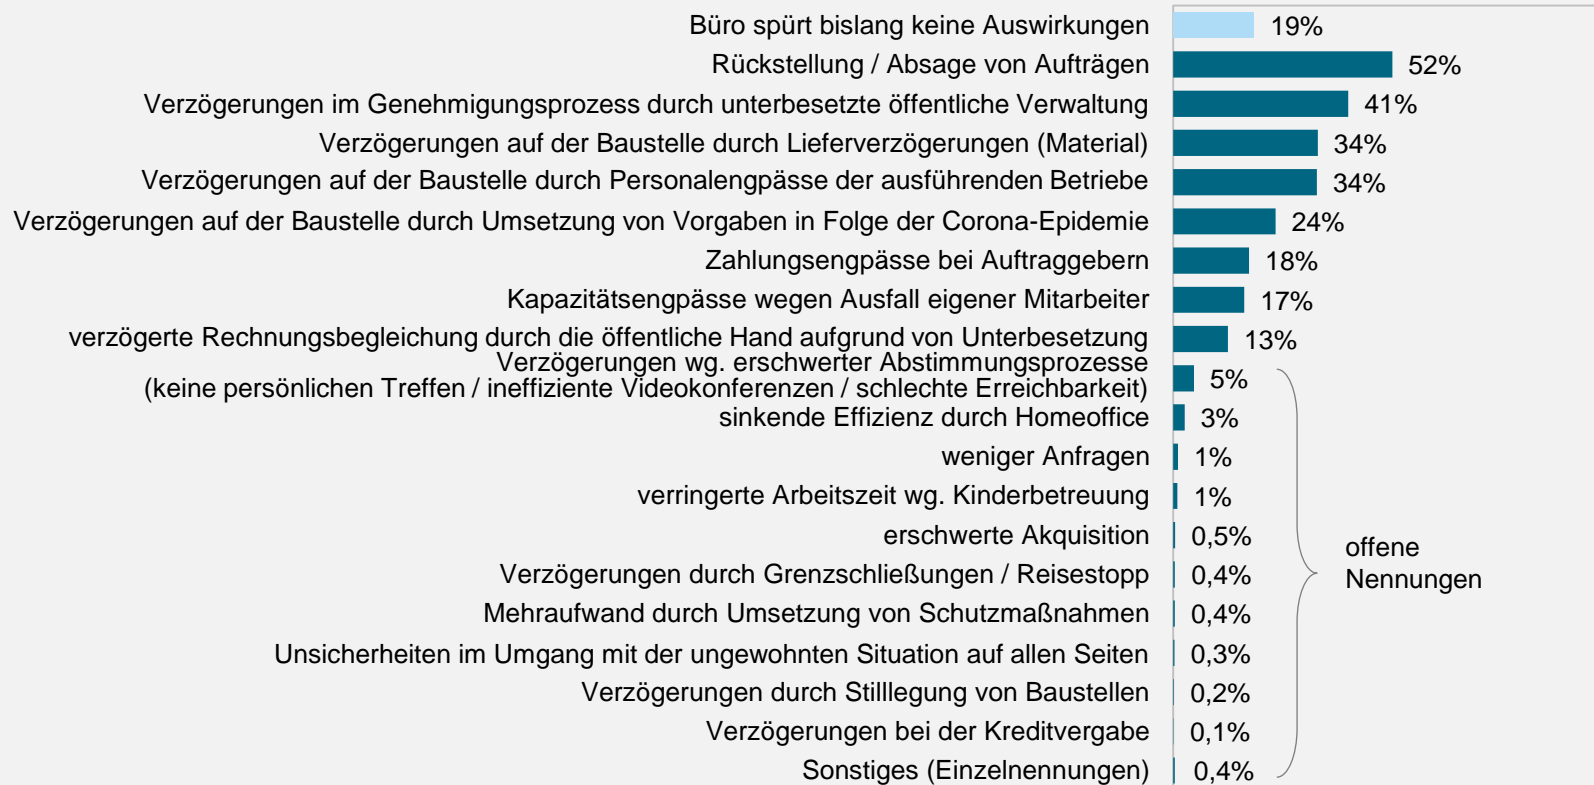 Büro spürt bislang keine Auswirkungen 19%
Rückstellung / Absage von Aufträgen 52%
Verzögerungen im Genehmigungsprozess durch unterbesetzte öffentliche Verwaltung 41%
Verzögerungen auf der Baustelle durch Lieferverzögerungen (Material) 34%
Verzögerungen auf der Baustelle durch Personalengpässe der ausführenden Betriebe 34%
Verzögerungen auf der Baustelle durch Umsetzung von Vorgaben in Folge der Corona-Epidemie 24%
Zahlungsengpässe bei Auftraggebern 18%
Kapazitätsengpässe wegen Ausfall eigener Mitarbeiter 17%
verzögerte Rechnungsbegleichung durch die öffentliche Hand aufgrund von Unterbesetzung 13%
Verzögerungen wg. erschwerter Abstimmungsprozesse
(keine persönlichen Treffen / ineffiziente Videokonferenzen / schlechte Erreichbarkeit) 5%
sinkende Effizienz durch Homeoffice 3%
weniger Anfragen 1%
verringerte Arbeitszeit wg. Kinderbetreuung 1%
erschwerte Akquisition 0,5%
Verzögerungen durch Grenzschließungen / Reisestopp 0,4%
Mehraufwand durch Umsetzung von Schutzmaßnahmen 0,4%
Unsicherheiten im Umgang mit der ungewohnten Situation auf allen Seiten 0,3%
Verzögerungen durch Stilllegung von Baustellen 0,2%
Verzögerungen bei der Kreditvergabe 0,1%
Sonstiges (Einzelnennungen) 0,4%
offene
Nennungen